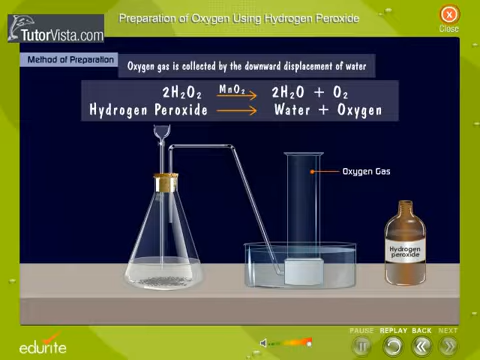 Preparation of Oxygen Using Hydrogen Peroxide
Close
TutorVista.com
Method of Preparation
Oxygen gas is collected by the downward displacement of water
2H₂O₂ MnO₂ → 2H₂O + O₂
Hydrogen Peroxide → Water + Oxygen
Oxygen Gas
Hydrogen
peroxide
PAUSE REPLAY BACK NEXT
edurite